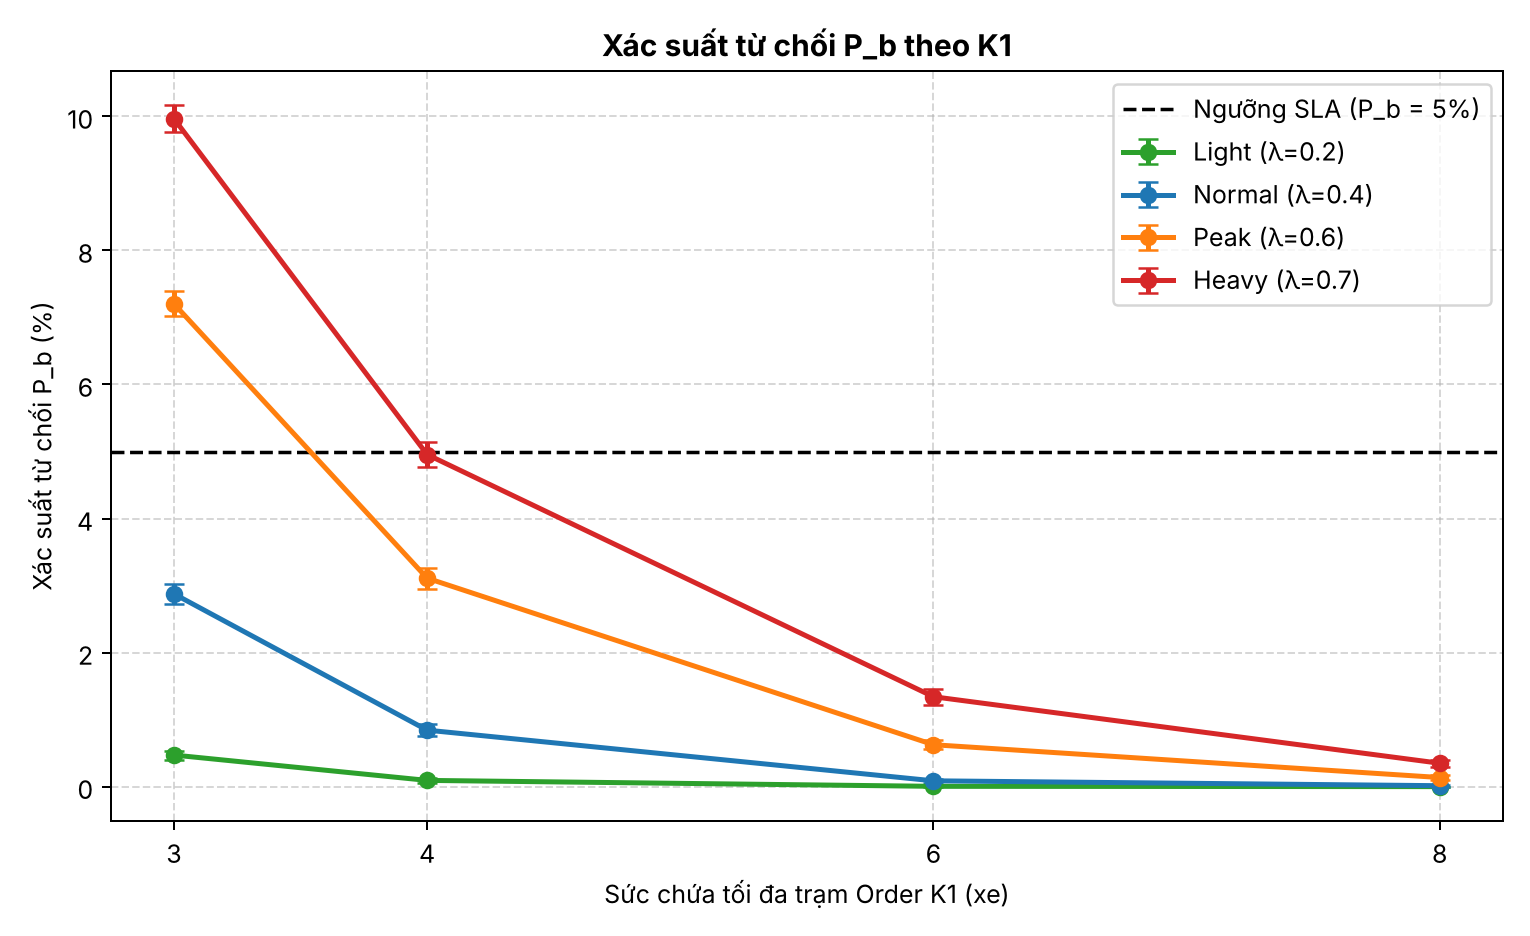 Xác suất từ chối P_b theo K1
Ngưỡng SLA (P_b = 5%)
Light (λ=0.2)
Normal (λ=0.4)
Peak (λ=0.6)
Heavy (λ=0.7)
Xác suất từ chối P_b (%)
10
8
6
4
2
0
3 4 6 8
Sức chứa tối đa trạm Order K1 (xe)